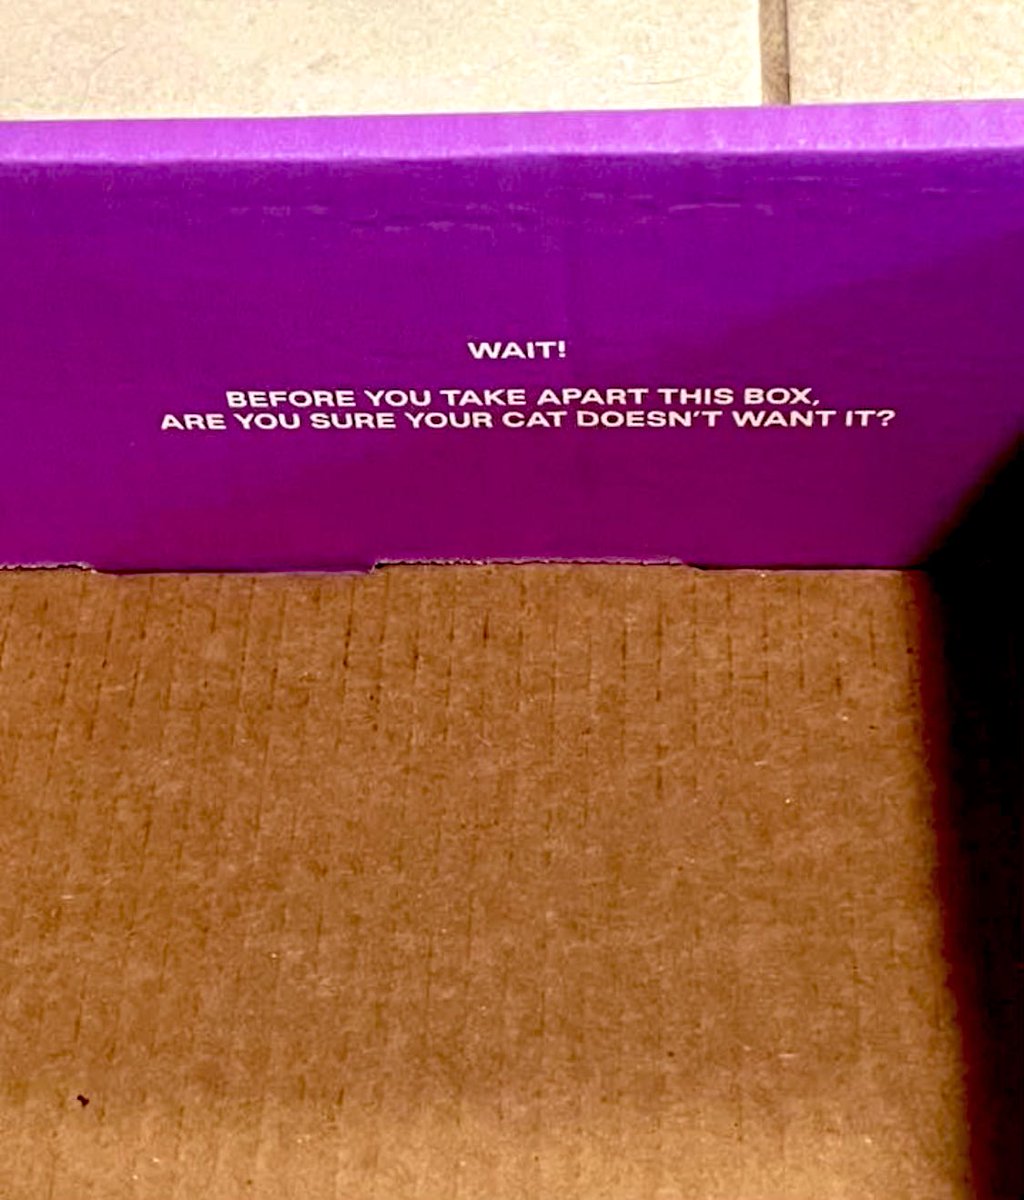 WAIT!
BEFORE YOU TAKE APART THIS BOX,
ARE YOU SURE YOUR CAT DOESN'T WANT IT?